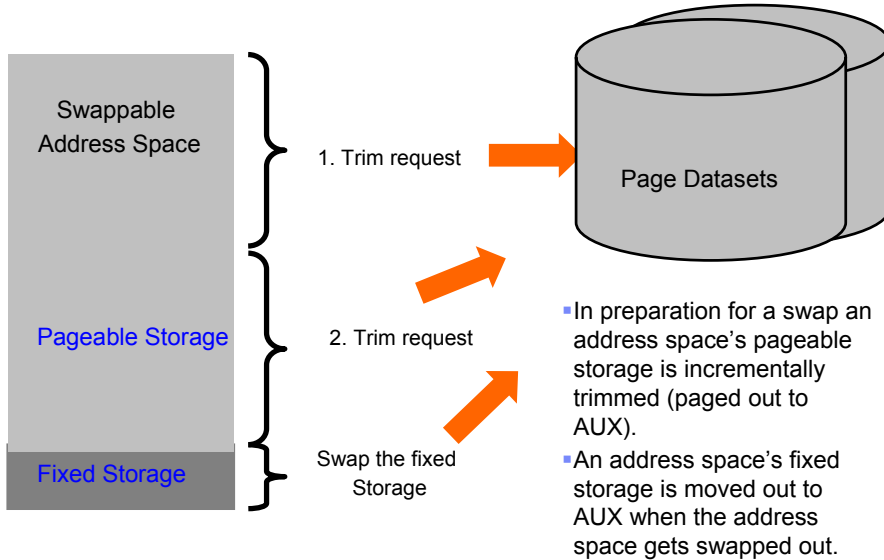 Swappable
Address Space
1. Trim request
Page Datasets
Pageable Storage
2. Trim request
Fixed Storage
Swap the fixed
Storage
▪In preparation for a swap an
address space's pageable
storage is incrementally
trimmed (paged out to
AUX).
▪An address space's fixed
storage is moved out to
AUX when the address
space gets swapped out.